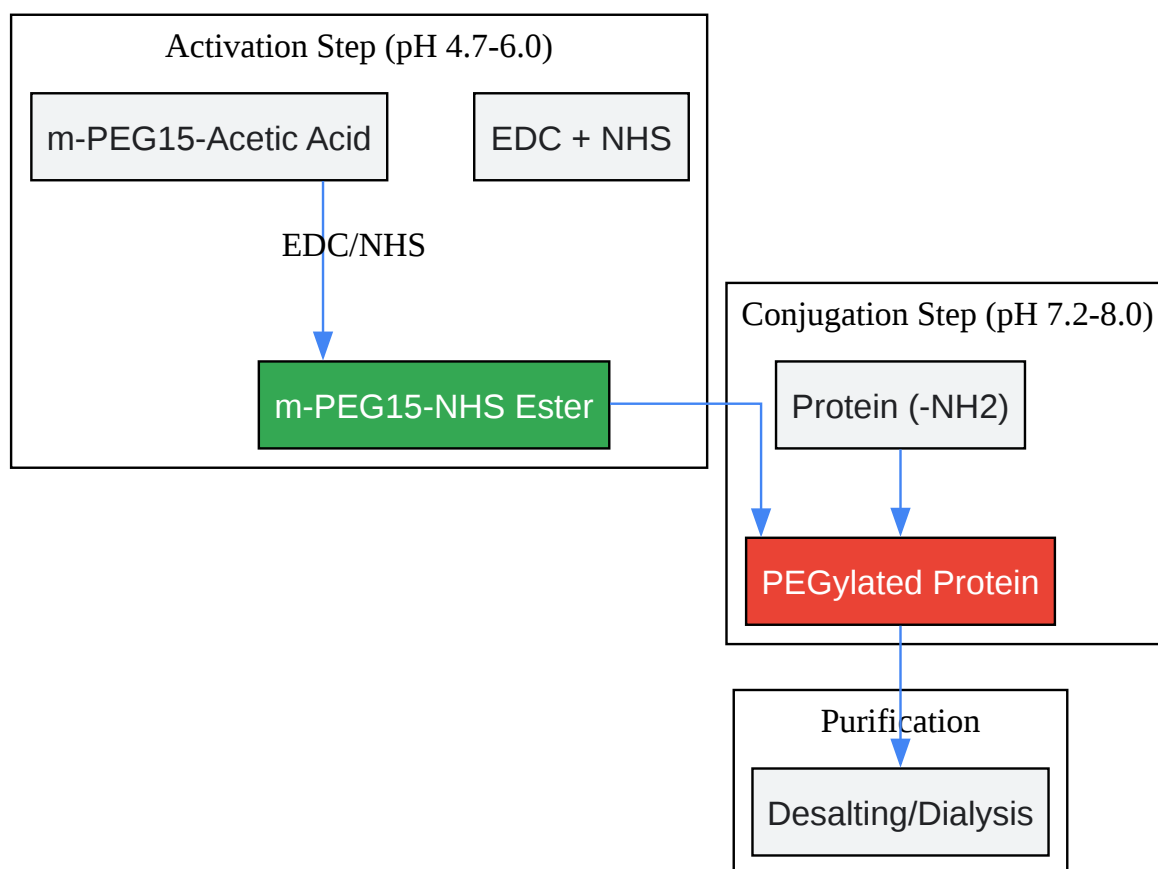 Activation Step (pH 4.7-6.0)
m-PEG15-Acetic Acid
EDC + NHS
EDC/NHS
m-PEG15-NHS Ester
Conjugation Step (pH 7.2-8.0)
Protein (-NH2)
PEGylated Protein
Purification
Desalting/Dialysis